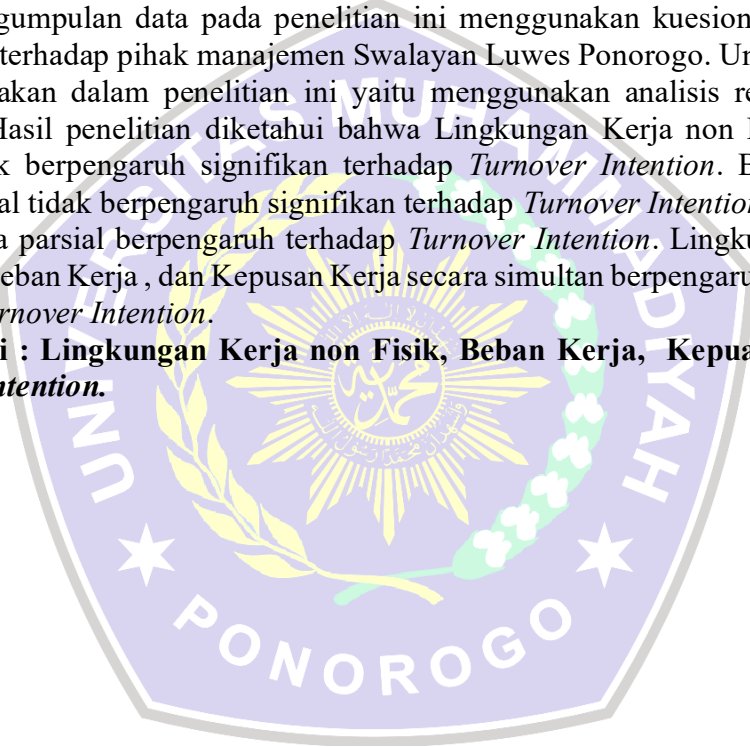 gumpulan data pada penelitian ini menggunakan kuesion
terhadap pihak manajemen Swalayan Luwes Ponorogo. Un
akan dalam penelitian ini yaitu menggunakan analisis re
Hasil penelitian diketahui bahwa Lingkungan Kerja non
k berpengaruh signifikan terhadap Turnover Intention. B
al tidak berpengaruh signifikan terhadap Turnover Intention
a parsial berpengaruh terhadap Turnover Intention. Lingku
eban Kerja , dan Kepusan Kerja secara simultan berpengaru
rnover Intention.
i : Lingkungan Kerja non Fisik, Beban Kerja, Kepua
ntention.
UNIVERSITAS MUHAMMADIYAH
PONOROGO